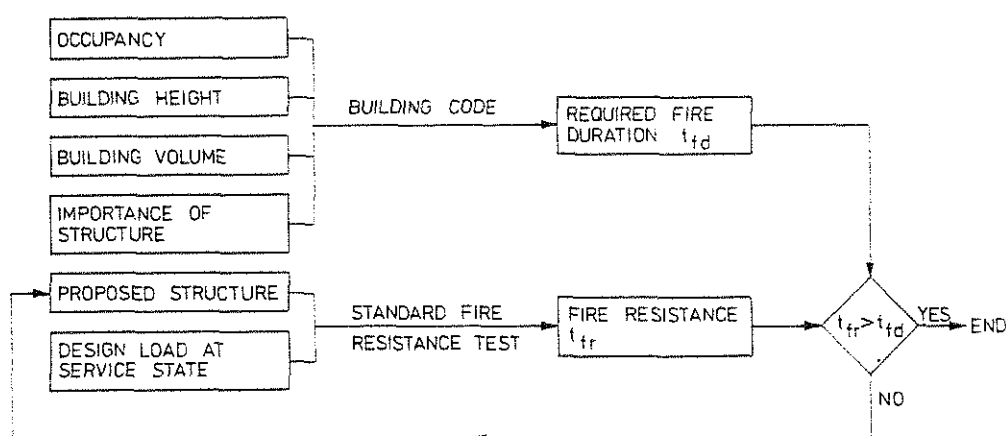 OCCUPANCY
BUILDING HEIGHT
BUILDING VOLUME
IMPORTANCE OF
STRUCTURE
BUILDING CODE
REQUIRED FIRE
DURATION t_fd
PROPOSED STRUCTURE
DESIGN LOAD AT
SERVICE STATE
STANDARD FIRE
RESISTANCE TEST
FIRE RESISTANCE
t_fr
t_fr > t_fd
YES
END
NO